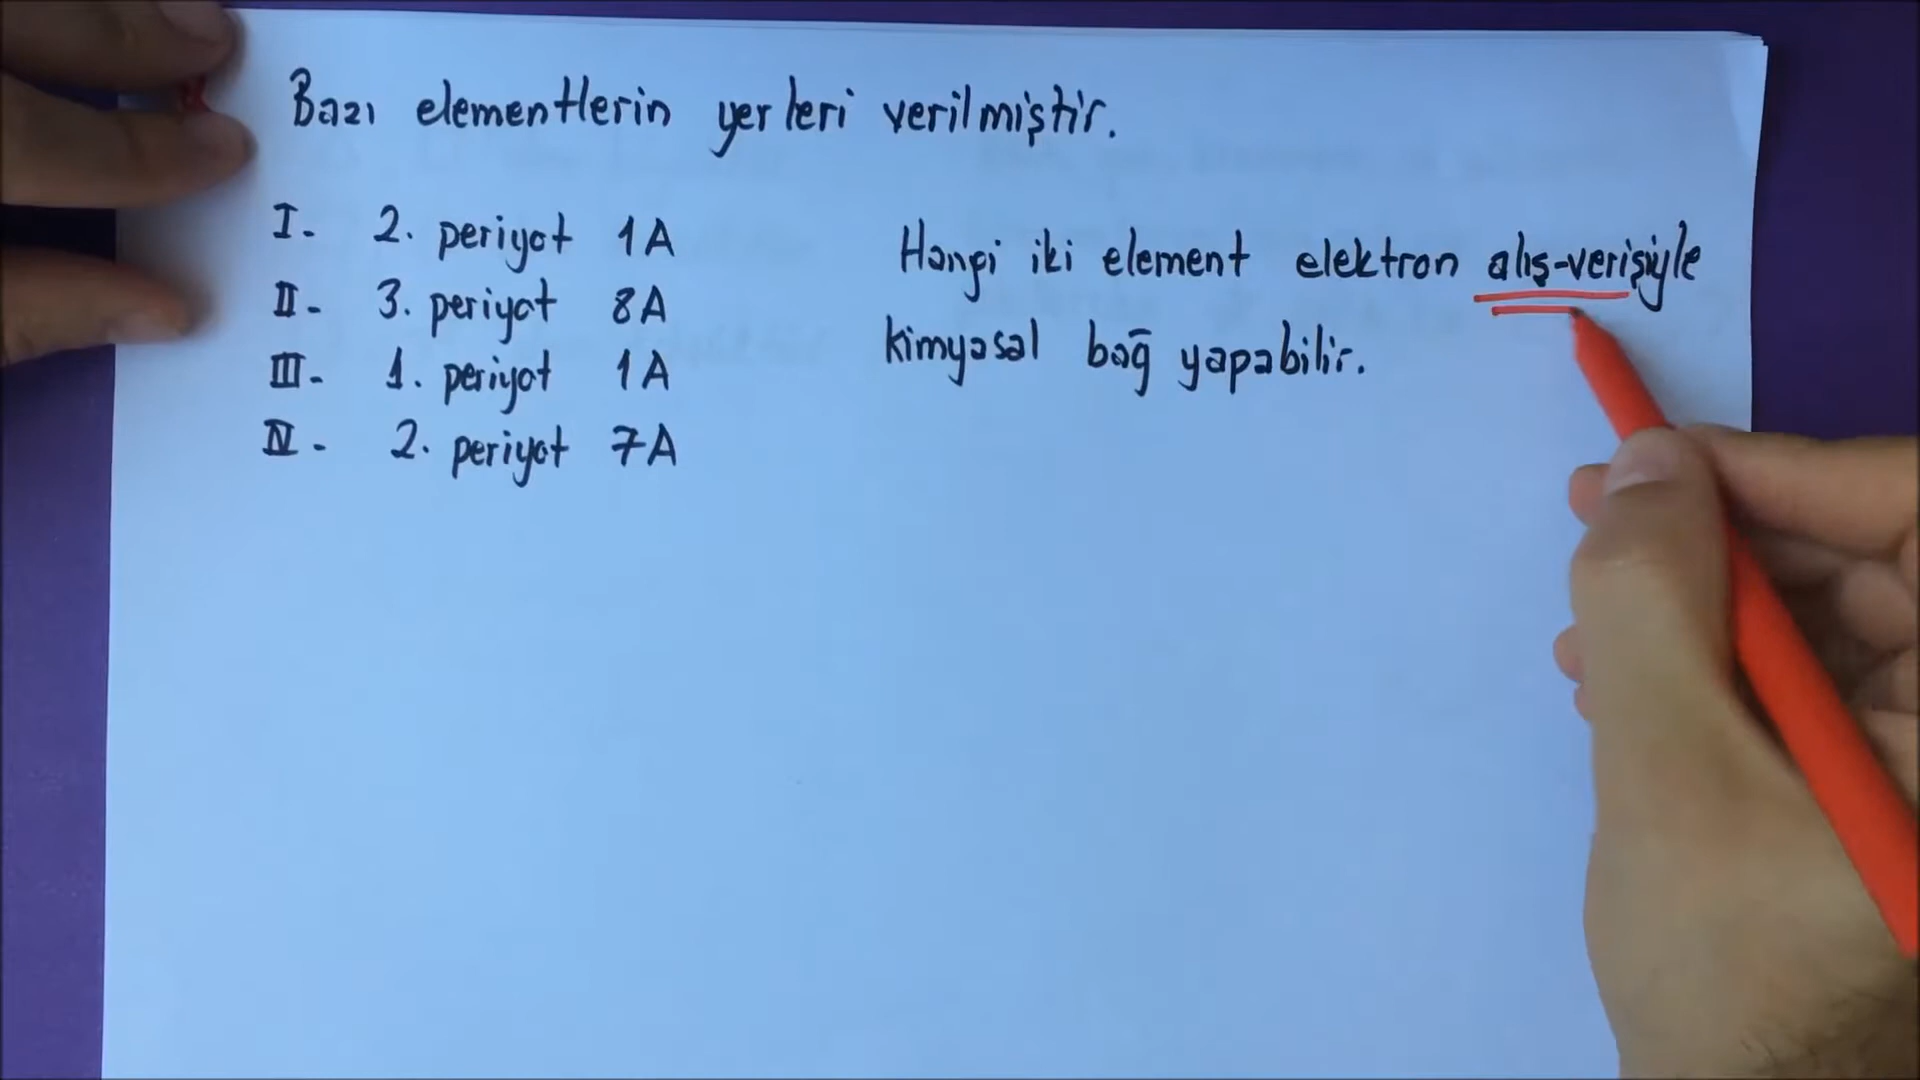 Bazı elementlerin yerleri verilmiştir.
I- 2. periyot 1A
II- 3. periyot 8A
III- 1. periyot 1A
IV- 2. periyot 7A
Hangi iki element elektron alış-verişiyle
kimyasal bağ yapabilir.